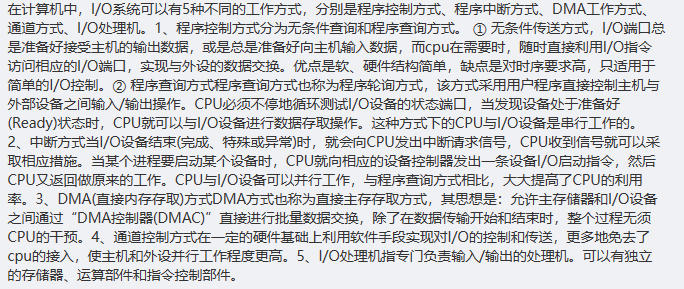 在计算机中，I/O系统可以有5种不同的工作方式，分别是程序控制方式、程序中断方式、DMA工作方式、
通道方式、I/O处理机。1、程序控制方式分为无条件查询和程序查询方式。 ① 无条件传送方式，I/O端口总
是准备好接受主机的输出数据，或是总是准备好向主机输入数据，而cpu在需要时，随时直接利用I/O指令
访问相应的I/O端口，实现与外设的数据交换。优点是软、硬件结构简单，缺点是对时序要求高，只适用于
简单的I/O控制。② 程序查询方式程序查询方式也称为程序轮询方式，该方式采用用户程序直接控制主机与
外部设备之间输入/输出操作。CPU必须不停地循环测试I/O设备的状态端口，当发现设备处于准备好
(Ready)状态时，CPU就可以与I/O设备进行数据存取操作。这种方式下的CPU与I/O设备是串行工作的。
2、中断方式当I/O设备结束(完成、特殊或异常)时，就会向CPU发出中断请求信号，CPU收到信号就可以采
取相应措施。当某个进程要启动某个设备时，CPU就向相应的设备控制器发出一条设备I/O启动指令，然后
CPU又返回做原来的工作。CPU与I/O设备可以并行工作，与程序查询方式相比，大大提高了CPU的利用
率。3、DMA(直接内存存取)方式DMA方式也称为直接主存存取方式，其思想是：允许主存储器和I/O设备
之间通过“DMA控制器(DMAC)”直接进行批量数据交换，除了在数据传输开始和结束时，整个过程无须
CPU的干预。4、通道控制方式在一定的硬件基础上利用软件手段实现对I/O的控制和传送，更多地免去了
cpu的接入，使主机和外设并行工作程度更高。5、I/O处理机指专门负责输入/输出的处理机。可以有独立
的存储器、运算部件和指令控制部件。